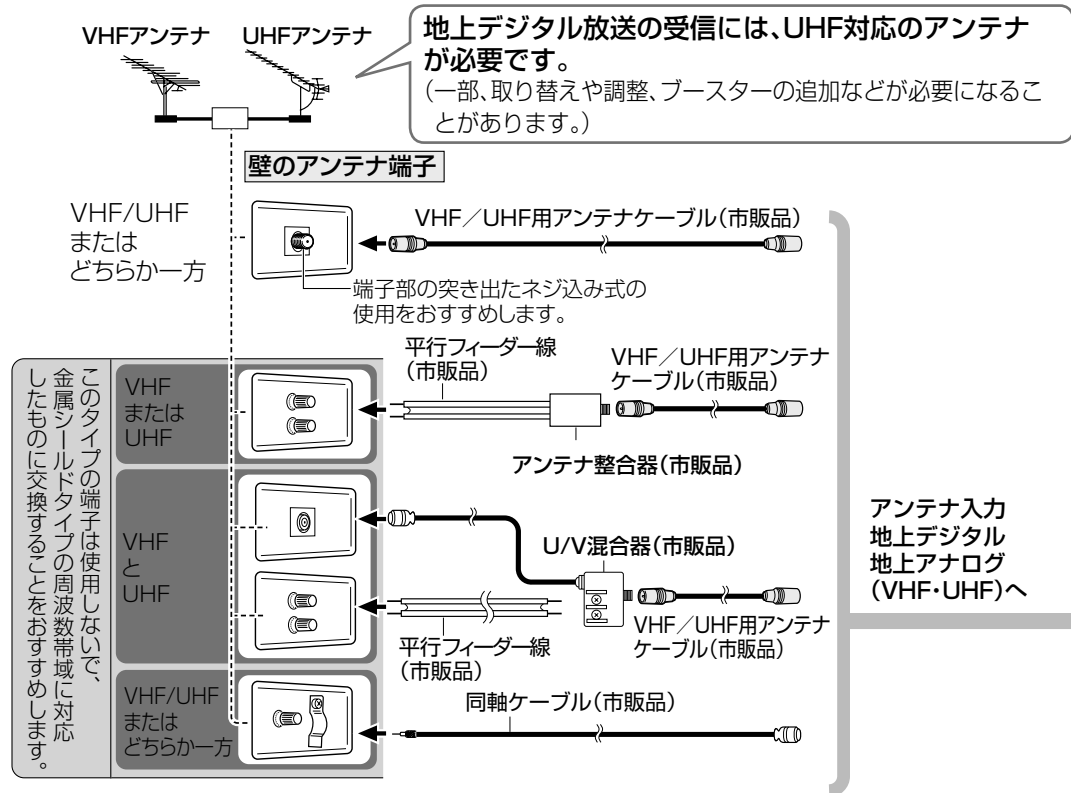 VHFアンテナ
UHFアンテナ
地上デジタル放送の受信には、UHF対応のアンテナ
が必要です。
(一部、取り替えや調整、ブースターの追加などが必要になるこ
とがあります。)
壁のアンテナ端子
VHF/UHF
または
どちらか一方
VHF/UHF用アンテナケーブル(市販品)
端子部の突き出たネジ込み式の
使用をおすすめします。
このタイプの端子は使用しないで、
金属シールドタイプの周波数帯域に対応
したものに交換することをおすすめします。
VHF
または
UHF
平行フィーダー線
(市販品)
VHF/UHF用アンテナ
ケーブル(市販品)
アンテナ整合器(市販品)
VHF
と
UHF
U/V混合器(市販品)
平行フィーダー線
(市販品)
VHF/UHF用アンテナ
ケーブル(市販品)
VHF/UHF
または
どちらか一方
同軸ケーブル(市販品)
アンテナ入力
地上デジタル
地上アナログ
(VHF・UHF)へ